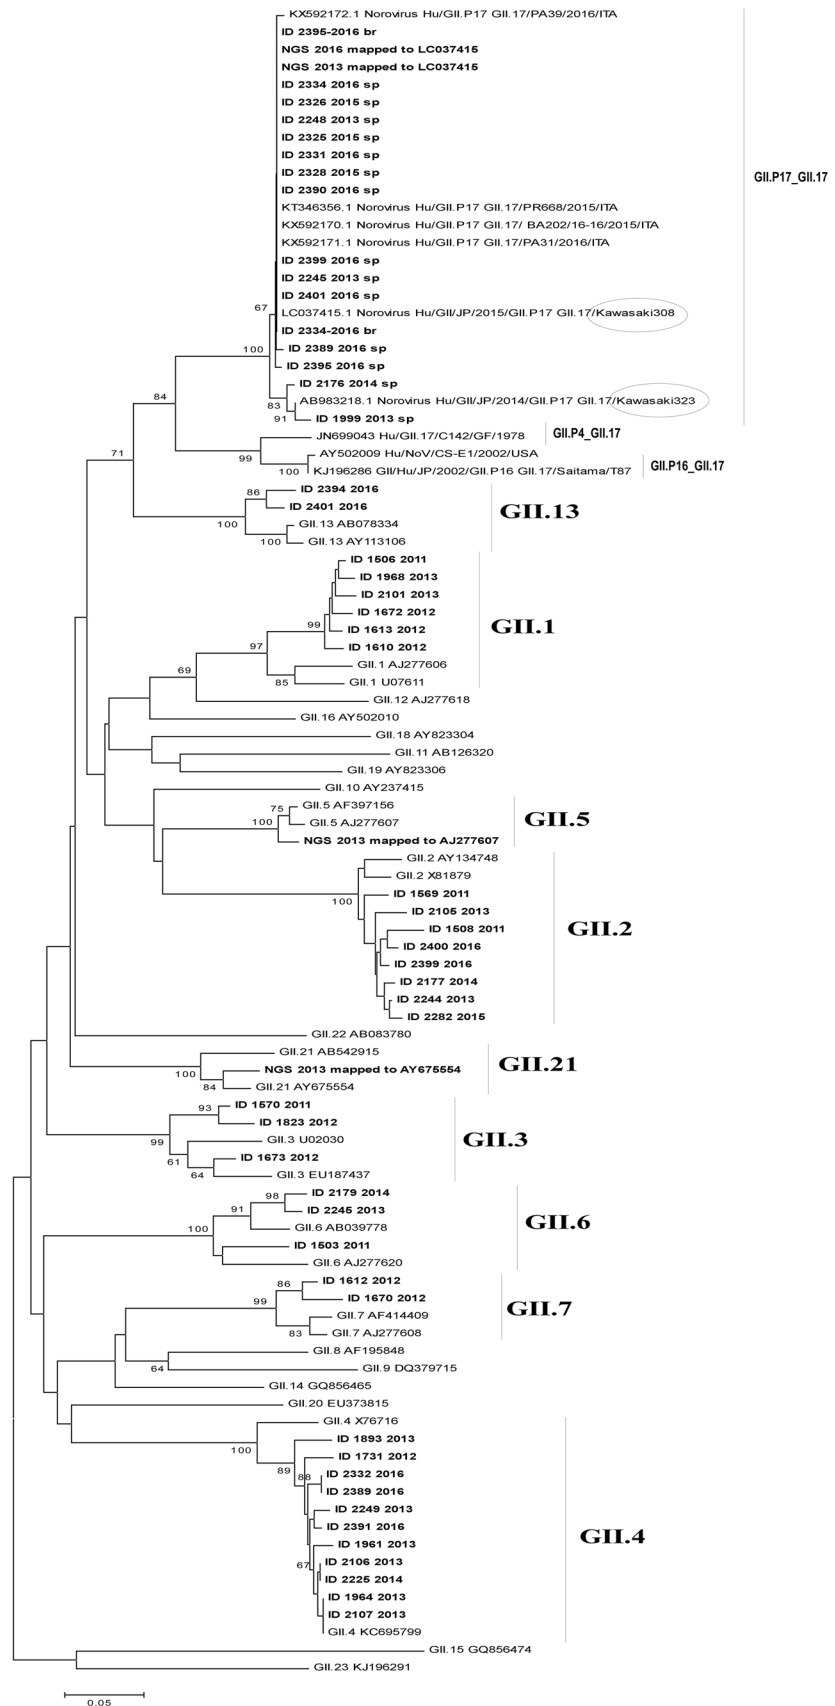 KX592172.1 Norovirus Hu/GII.P17 GII.17/PA39/2016/ITA
ID 2395-2016 br
NGS 2016 mapped to LC037415
NGS 2013 mapped to LC037415
ID 2334 2016 sp
ID 2326 2015 sp
ID 2248 2013 sp
ID 2325 2015 sp
ID 2331 2016 sp
ID 2328 2015 sp
GII.P17_GII.17
ID 2390 2016 sp
KT346356.1 Norovirus Hu/GII.P17 GII.17/PR668/2015/ITA
KX592170.1 Norovirus Hu/GII.P17 GII.17/ BA202/16-16/2015/ITA
KX592171.1 Norovirus Hu/GII.P17 GII.17/PA31/2016/ITA
ID 2399 2016 sp
ID 2245 2013 sp
ID 2401 2016 sp
67
LC037415.1 Norovirus Hu/GII/JP/2015/GII.P17 GII.17/Kawasaki308
ID 2334-2016 br
100
ID 2389 2016 sp
ID 2395 2016 sp
ID 2176 2014 sp
84
83
AB983218.1 Norovirus Hu/GII/JP/2014/GII.P17 GII.17/Kawasaki323
91
ID 1999 2013 sp
JN699043 Hu/GII.17/C142/GF/1978
GII.P4_GII.17
71
99
AY502009 Hu/NoV/CS-E1/2002/USA
100
KJ196286 GII/Hu/JP/2002/GII.P16 GII.17/Saitama/T87
GII.P16_GII.17
86
ID 2394 2016
ID 2401 2016
GII.13
100
GII.13 AB078334
100
GII.13 AY113106
ID 1506 2011
ID 1968 2013
ID 2101 2013
ID 1672 2012
99
ID 1613 2012
GII.1
97
ID 1610 2012
69
GII.1 AJ277606
85
GII.1 U07611
GII.12 AJ277618
GII.16 AY502010
GII.18 AY823304
GII.11 AB126320
GII.19 AY823306
GII.10 AY237415
75
GII.5 AF397156
100
GII.5 AJ277607
GII.5
NGS 2013 mapped to AJ277607
GII.2 AY134748
GII.2 X81879
100
ID 1569 2011
ID 2105 2013
ID 1508 2011
GII.2
ID 2400 2016
ID 2399 2016
ID 2177 2014
ID 2244 2013
ID 2282 2015
GII.22 AB083780
GII.21 AB542915
GII.21
100
NGS 2013 mapped to AY675554
84
GII.21 AY675554
93
ID 1570 2011
ID 1823 2012
99
GII.3 U02030
GII.3
61
ID 1673 2012
64
GII.3 EU187437
98
ID 2179 2014
91
ID 2245 2013
100
GII.6 AB039778
GII.6
ID 1503 2011
GII.6 AJ277620
86
ID 1612 2012
99
ID 1670 2012
GII.7
GII.7 AF414409
83
GII.7 AJ277608
GII.8 AF195848
64
GII.9 DQ379715
GII.14 GQ856465
GII.20 EU373815
GII.4 X76716
100
ID 1893 2013
ID 1731 2012
89
88
ID 2332 2016
ID 2389 2016
ID 2249 2013
ID 2391 2016
GII.4
ID 1961 2013
67
ID 2106 2013
ID 2225 2014
ID 1964 2013
ID 2107 2013
GII.4 KC695799
GII.15 GQ856474
GII.23 KJ196291
0.05